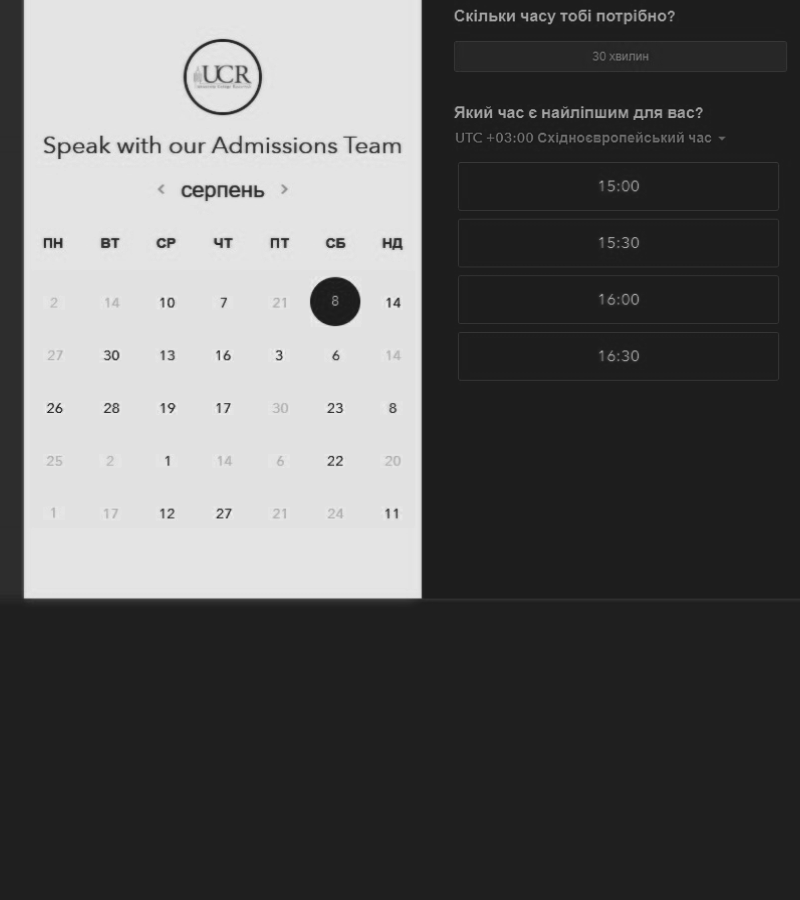 UCR
Speak with our Admissions Team
серпень
ПН ВТ СР ЧТ ПТ СБ НД
2 14 10 7 21 8 14
27 30 13 16 3 6 14
26 28 19 17 30 23 8
25 2 1 14 6 22 20
1 17 12 27 21 24 11
Скільки часу тобі потрібно?
30 хвилин
Який час є найліпшим для вас?
UTC +03:00 Східноєвропейський час
15:00
15:30
16:00
16:30